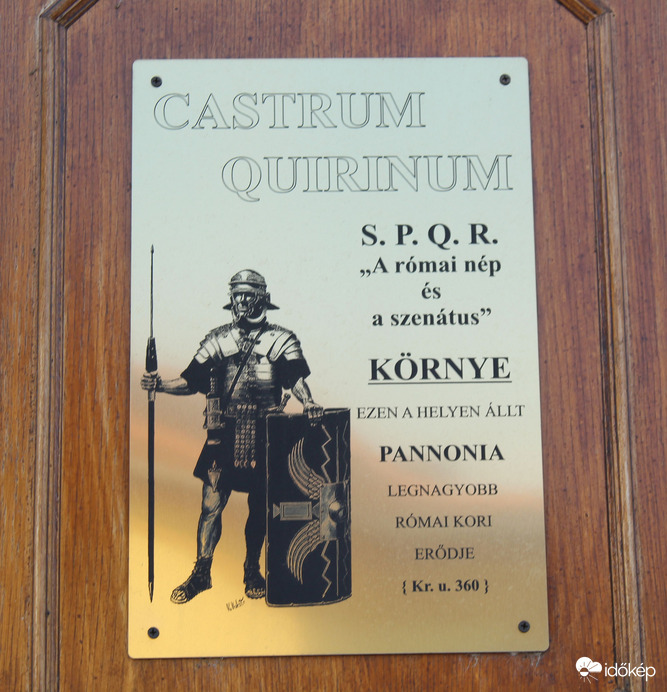 CASTRUM
QUIRINUM
S. P. Q. R.
„A római nép
és
a szenátus”
KÖRNYE
EZEN A HELYEN ÁLLT
PANNONIA
LEGNAGYOBB
RÓMAI KORI
ERŐDJE
{ Kr. u. 360 }
időkép